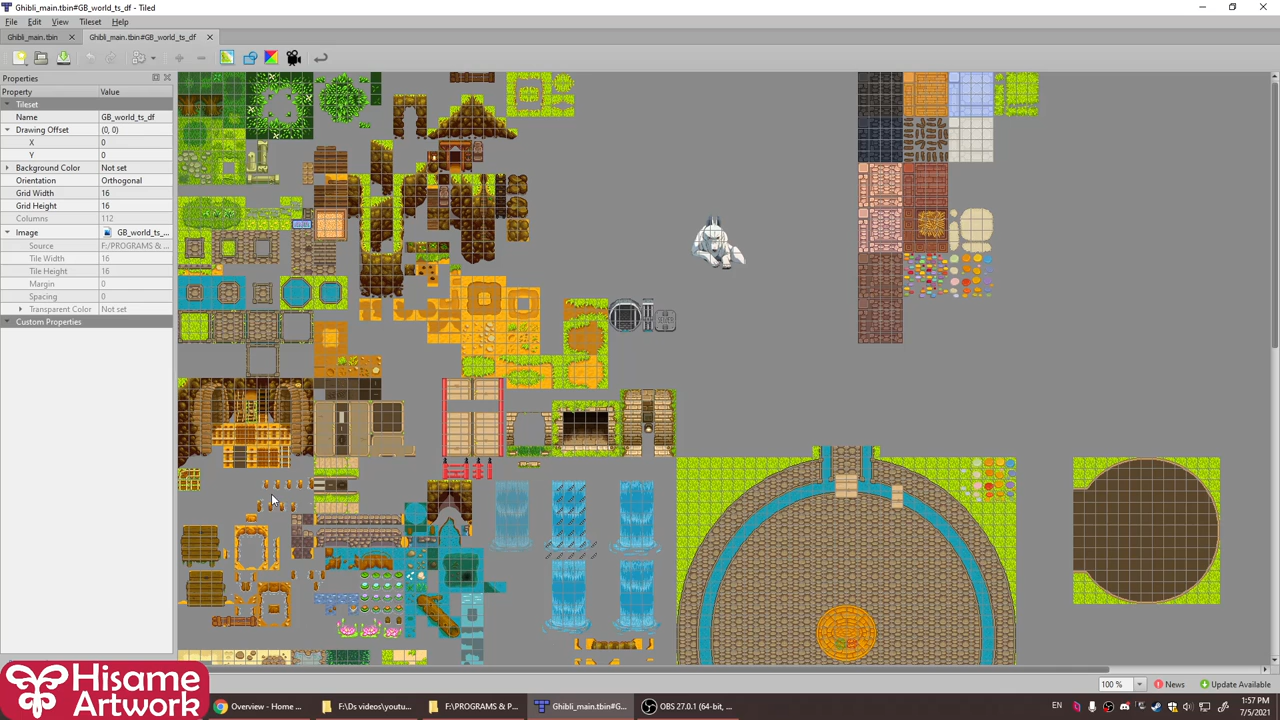 Ghibli_main.tbin#GB_world_ts_df - Tiled
File Edit View Tileset Help
Ghibli_main.tbin
Ghibli_main.tbin#GB_world_ts_df
Properties
Property Value
Tileset
Name GB_world_ts_df
Drawing Offset (0, 0)
X 0
Y 0
Background Color Not set
Orientation Orthogonal
Grid Width 16
Grid Height 16
Columns 112
Image GB_world_ts_...
Source F:/PROGRAMS & ...
Tile Width 16
Tile Height 16
Margin 0
Spacing 0
Transparent Color Not set
Custom Properties
100 % News Update Available
Hisame
Artwork
Overview - Home ...
F:\Ds videos\youtu...
F:\PROGRAMS & P...
Ghibli_main.tbin#G...
OBS 27.0.1 (64-bit, ...
1:57 PM
7/5/2021